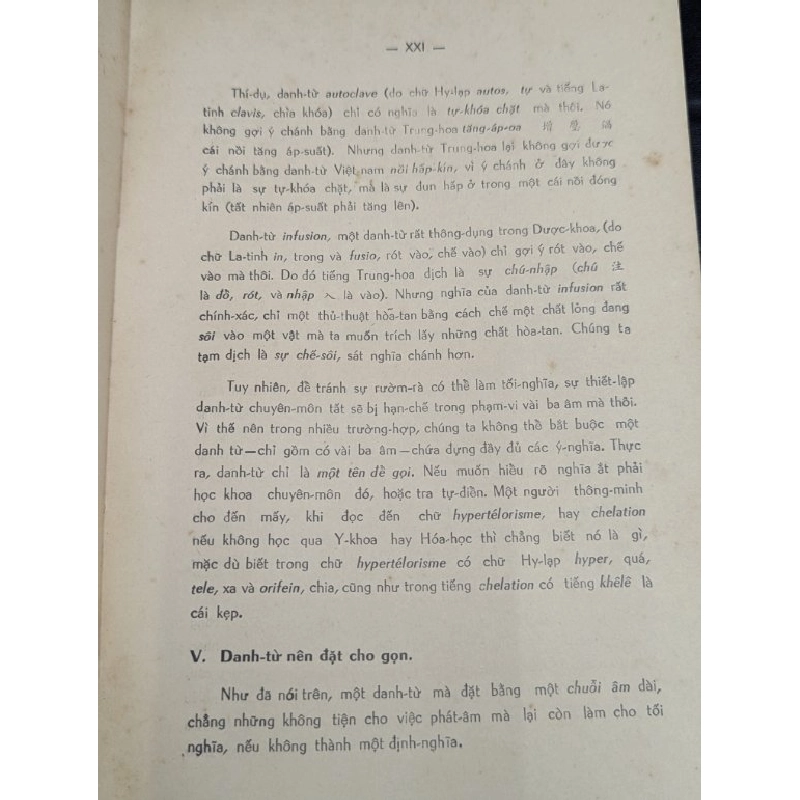 — XXI —
Thí-dụ, danh-từ autoclave (do chữ Hy-lạp autos, tự và tiếng La-
tinh clavis, chìa khóa) chỉ có nghĩa là tự-khóa chặt mà thôi. Nó
không gợi ý chánh bằng danh-từ Trung-hoa tăng-áp-oa 增壓鍋
cái nồi tăng áp-suất). Nhưng danh-từ Trung-hoa lại không gợi được
ý chánh bằng danh-từ Việt-nam nồi hấp-kín, vì ý chánh ở đây không
phải là sự tự-khóa chặt, mà là sự đun hấp ở trong một cái nồi đóng
kín (tất nhiên áp-suất phải tăng lên).
Danh-từ infusion, một danh-từ rất thông-dụng trong Dược-khoa, (do
chữ La-tinh in, trong và fusio, rót vào, chế vào) chỉ gợi ý rót vào, chế
vào mà thôi. Do đó tiếng Trung-hoa dịch là sự chú-nhập (chú 注
là đổ, rót, và nhập 入 là vào). Nhưng nghĩa của danh-từ infusion rất
chính-xác, chỉ một thủ-thuật hòa-tan bằng cách chế một chất lỏng đang
sôi vào một vật mà ta muốn trích lấy những chất hòa-tan. Chúng ta
tạm dịch là sự chế-sôi, sát nghĩa chánh hơn.
Tuy nhiên, để tránh sự rườm-rà có thể làm tối-nghĩa, sự thiết-lập
danh-từ chuyên-môn tất sẽ bị hạn-chế trong phạm-vi vài ba âm mà thôi.
Vì thế nên trong nhiều trường-hợp, chúng ta không thể bắt buộc một
danh từ—chỉ gồm có vài ba âm—chứa đựng đầy đủ các ý-nghĩa. Thực
ra, danh-từ chỉ là một tên để gọi. Nếu muốn hiểu rõ nghĩa ắt phải
học khoa chuyên-môn đó, hoặc tra tự-điển. Một người thông-minh
cho đến mấy, khi đọc đến chữ hypertélorisme, hay chelation
nếu không học qua Y-khoa hay Hóa-học thì chẳng biết nó là gì,
mặc dù biết trong chữ hypertélorisme có chữ Hy-lạp hyper, quá,
tele, xa và orifein, chia, cũng như trong tiếng chelation có tiếng khêlê là
cái kẹp.
V. Danh-từ nên đặt cho gọn.
Như đã nói trên, một danh-từ mà đặt bằng một chuỗi âm dài,
chẳng những không tiện cho việc phát-âm mà lại còn làm cho tối
nghĩa, nếu không thành một định-nghĩa.